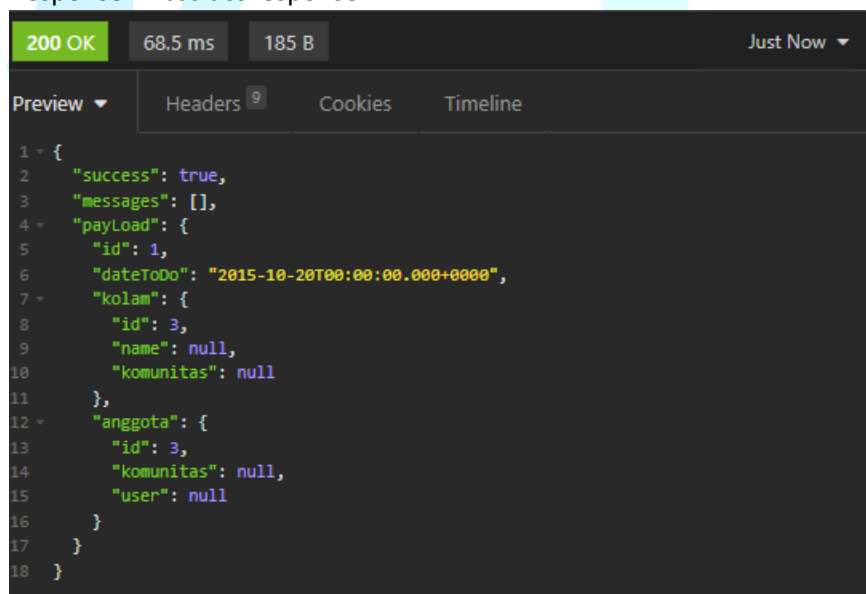 200 OK 68.5 ms 185 B Just Now
Preview Headers 9 Cookies Timeline
1 {
2 "success": true,
3 "messages": [],
4 "payLoad": {
5 "id": 1,
6 "dateToDo": "2015-10-20T00:00:00.000+0000",
7 "kolam": {
8 "id": 3,
9 "name": null,
10 "komunitas": null
11 },
12 "anggota": {
13 "id": 3,
14 "komunitas": null,
15 "user": null
16 }
17 }
18 }